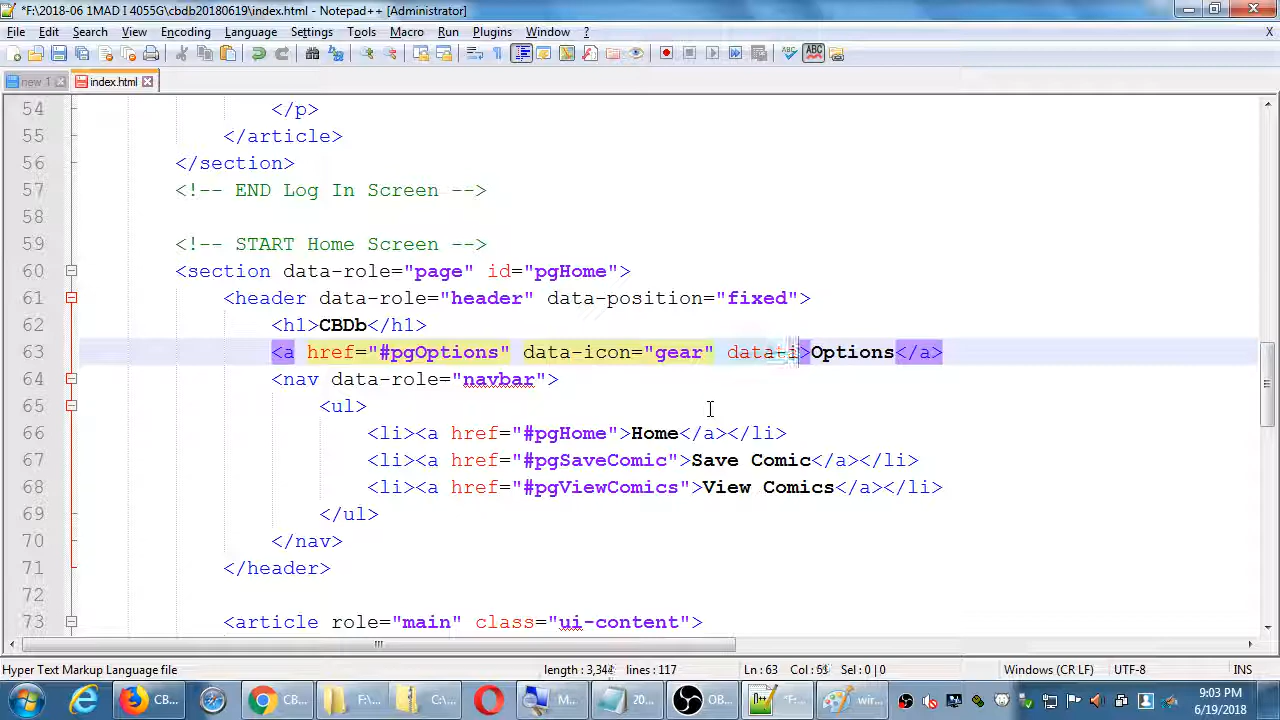 *F:\2018-06 1MAD I 4055G\cbdb20180619\index.html - Notepad++ [Administrator]
File Edit Search View Encoding Language Settings Tools Macro Run Plugins Window ? X
new 1 index.html
54 </p>
55 </article>
56 </section>
57 <!-- END Log In Screen -->
58
59 <!-- START Home Screen -->
60 <section data-role="page" id="pgHome">
61 <header data-role="header" data-position="fixed">
62 <h1>CBDb</h1>
63 <a href="#pgOptions" data-icon="gear" >Options</a>
64 <nav data-role="navbar">
65 <ul>
66 <li><a href="#pgHome">Home</a></li>
67 <li><a href="#pgSaveComic">Save Comic</a></li>
68 <li><a href="#pgViewComics">View Comics</a></li>
69 </ul>
70 </nav>
71 </header>
72
73 <article role="main" class="ui-content">
Hyper Text Markup Language file length : 3,344 lines : 117 Ln : 63 Col : Sel : 0 | 0 Windows (CR LF) UTF-8 INS
CB... CB... F:\... C:\... M... 20... OB... *F:... wir... 9:03 PM
6/19/2018